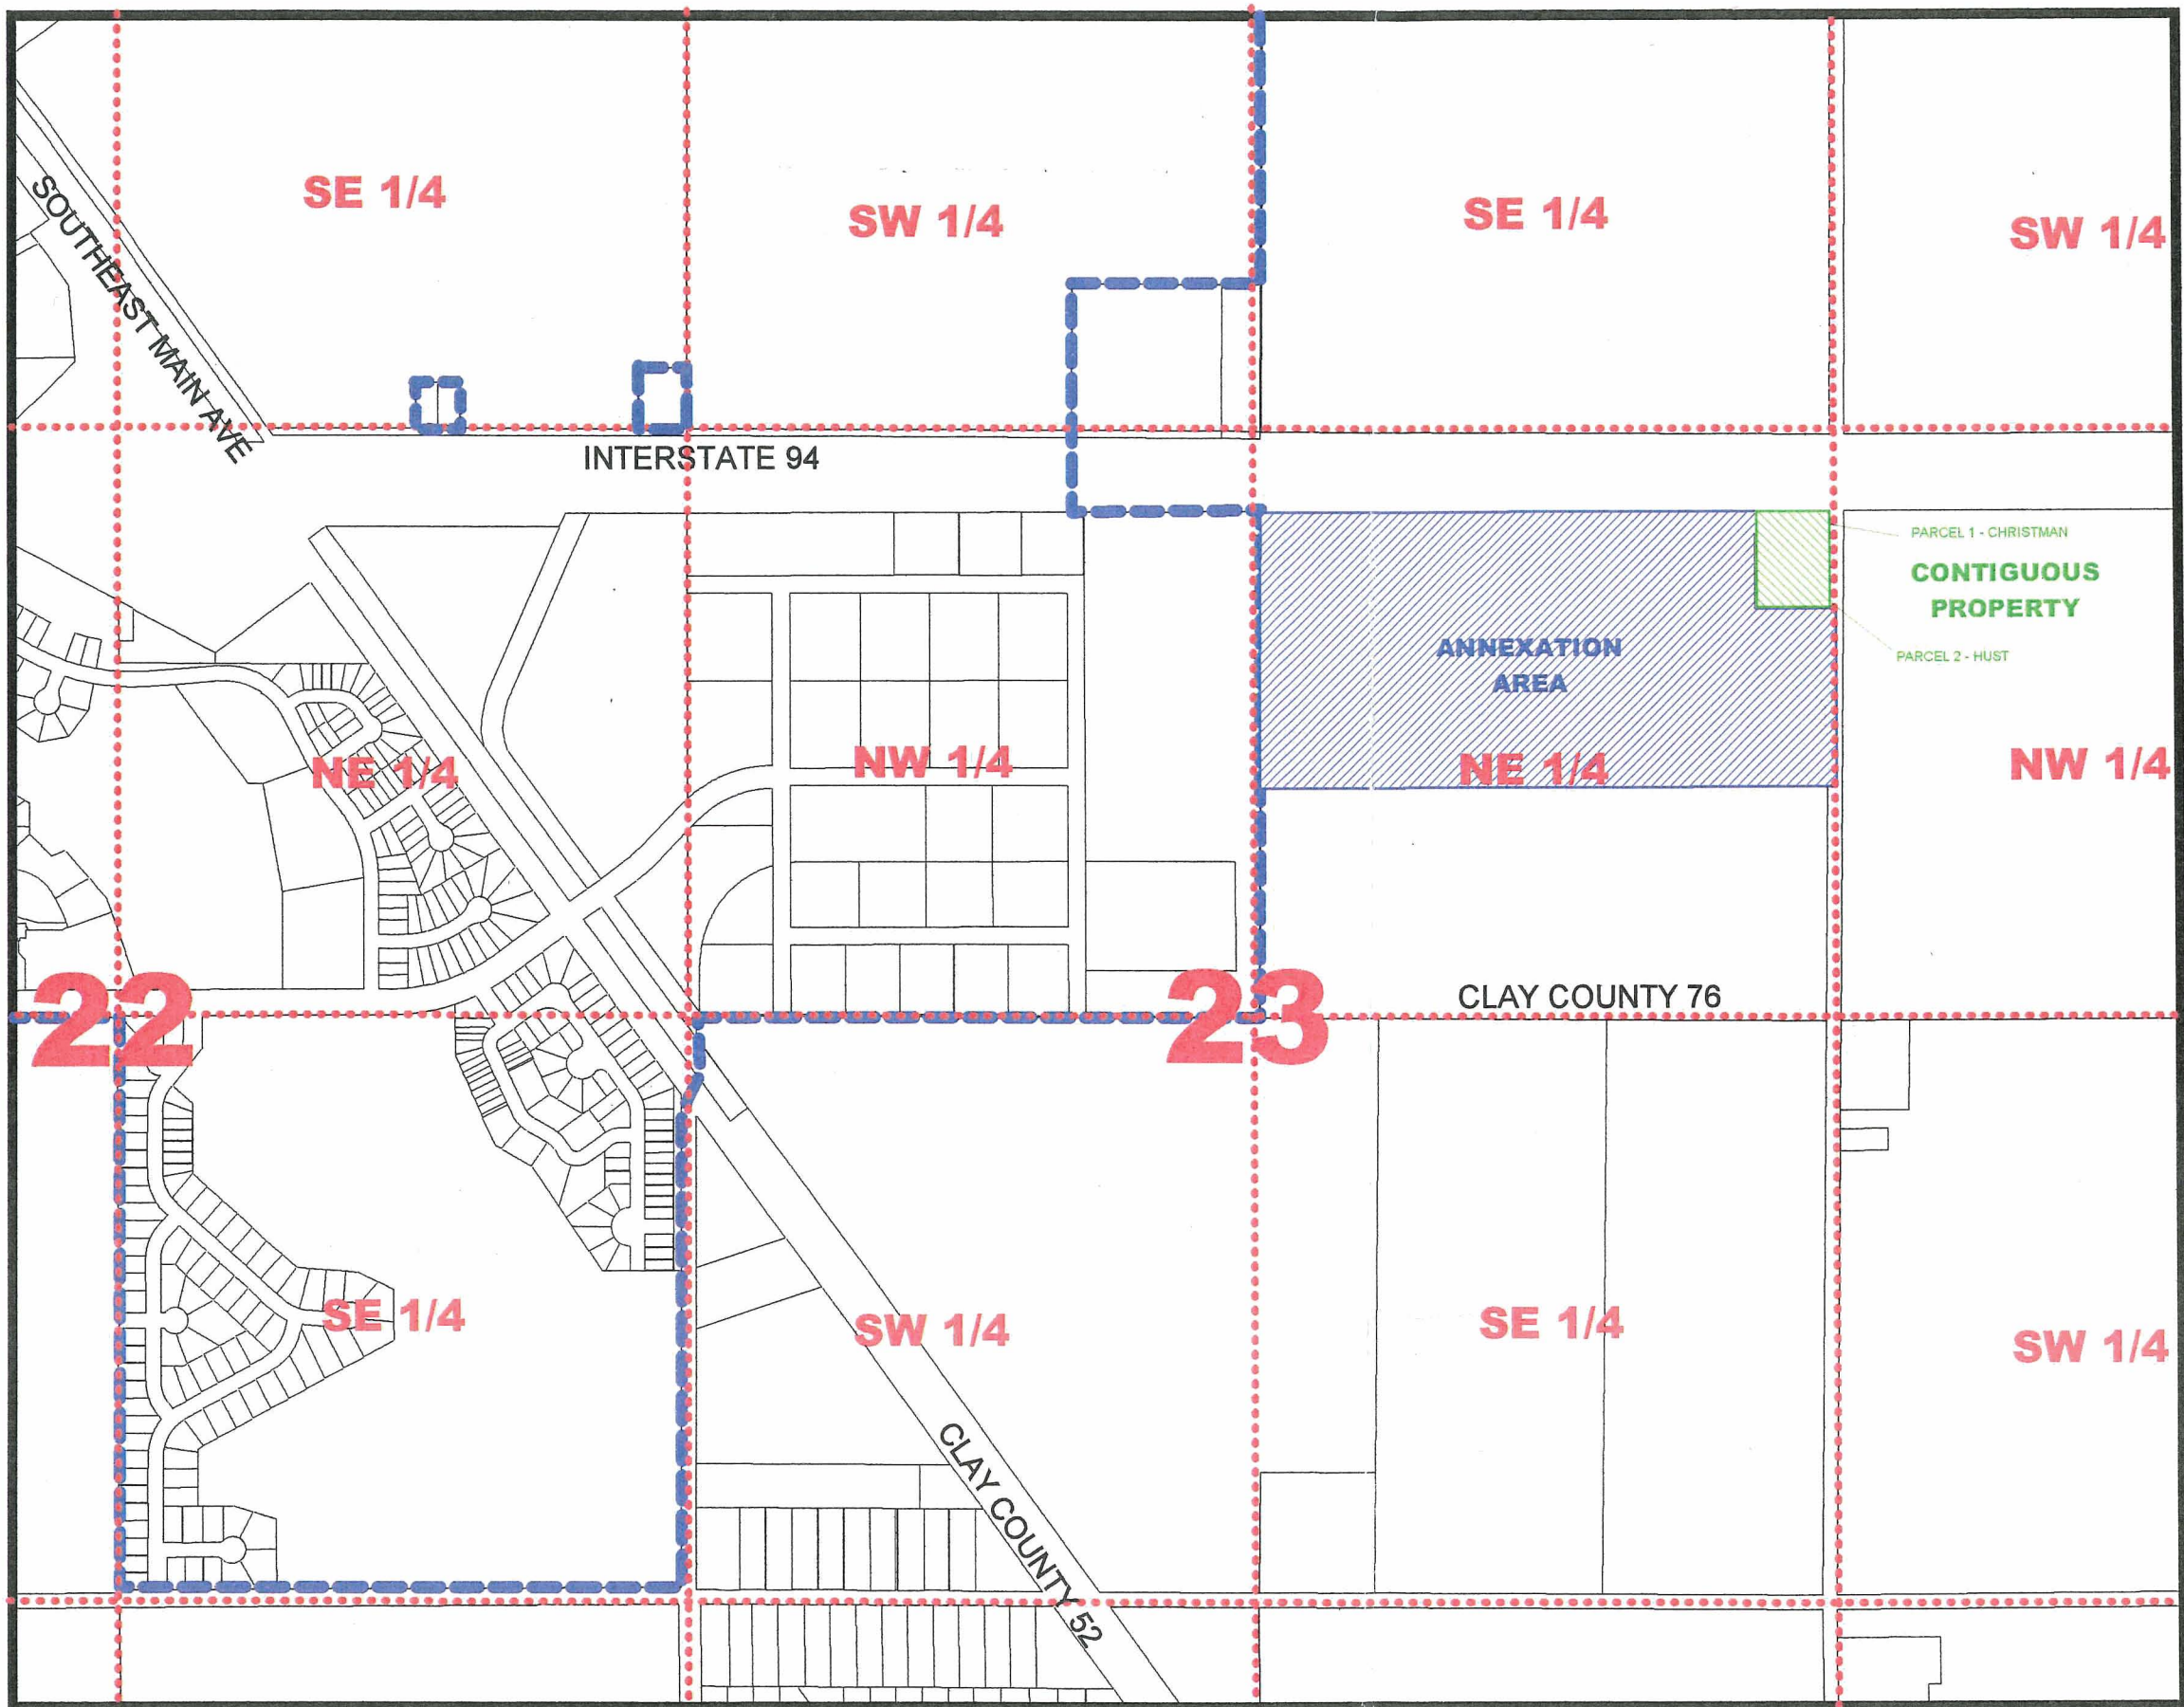 SE 1/4
SW 1/4
SE 1/4
SW 1/4
SOUTHEAST MAIN AVE
INTERSTATE 94
PARCEL 1 - CHRISTMAN
CONTIGUOUS
PROPERTY
PARCEL 2 - HUST
ANNEXATION
AREA
NE 1/4
NW 1/4
NE 1/4
NW 1/4
22
23
CLAY COUNTY 76
SE 1/4
SW 1/4
SE 1/4
SW 1/4
CLAY COUNTY 52